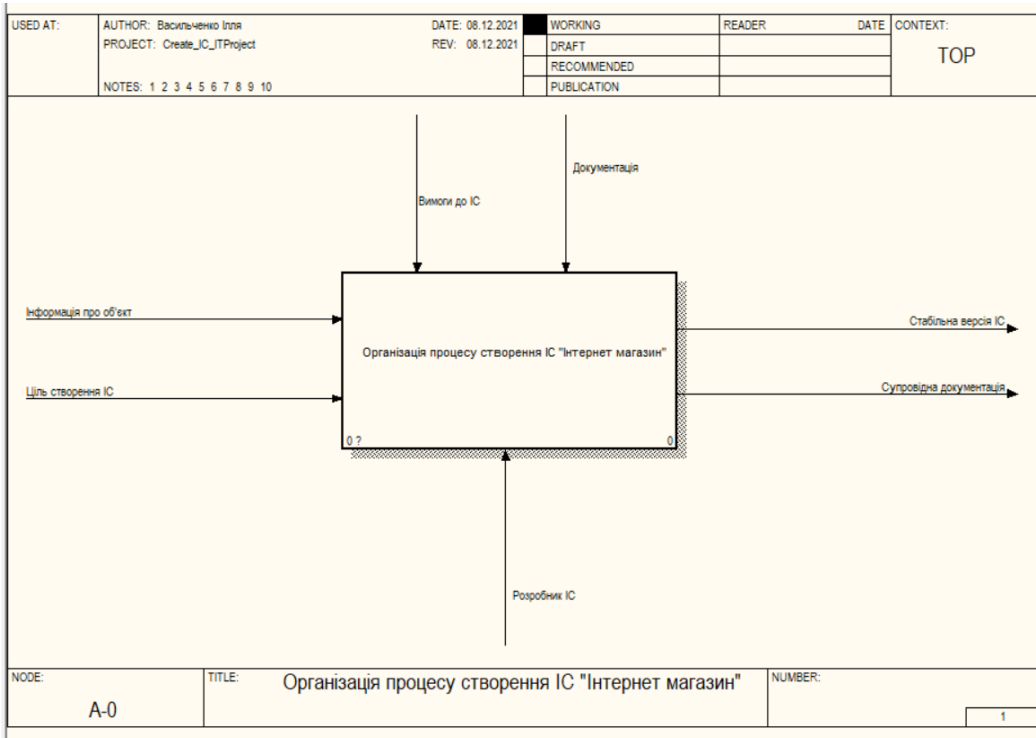 USED AT:
AUTHOR: Васильченко Ілля
DATE: 08.12.2021
WORKING
READER
DATE
CONTEXT:
PROJECT: Create_IC_ITProject
REV: 08.12.2021
DRAFT
TOP
RECOMMENDED
NOTES: 1 2 3 4 5 6 7 8 9 10
PUBLICATION
Документація
Вимоги до ІС
Інформація про об'єкт
Стабільна версія ІС
Організація процесу створення ІС "Інтернет магазин"
Ціль створення ІС
Супровідна документація
0 ?
0
Розробник ІС
NODE:
TITLE:
Організація процесу створення ІС "Інтернет магазин"
NUMBER:
A-0
1